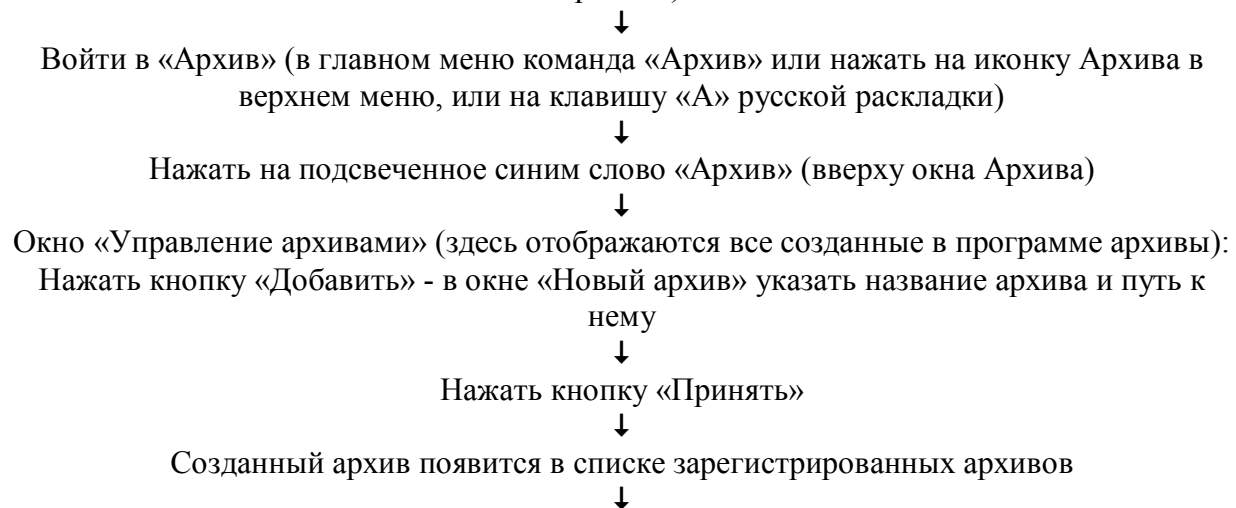 ↓
Войти в «Архив» (в главном меню команда «Архив» или нажать на иконку Архива в
верхнем меню, или на клавишу «А» русской раскладки)
↓
Нажать на подсвеченное синим слово «Архив» (вверху окна Архива)
↓
Окно «Управление архивами» (здесь отображаются все созданные в программе архивы):
Нажать кнопку «Добавить» - в окне «Новый архив» указать название архива и путь к
нему
↓
Нажать кнопку «Принять»
↓
Созданный архив появится в списке зарегистрированных архивов
↓